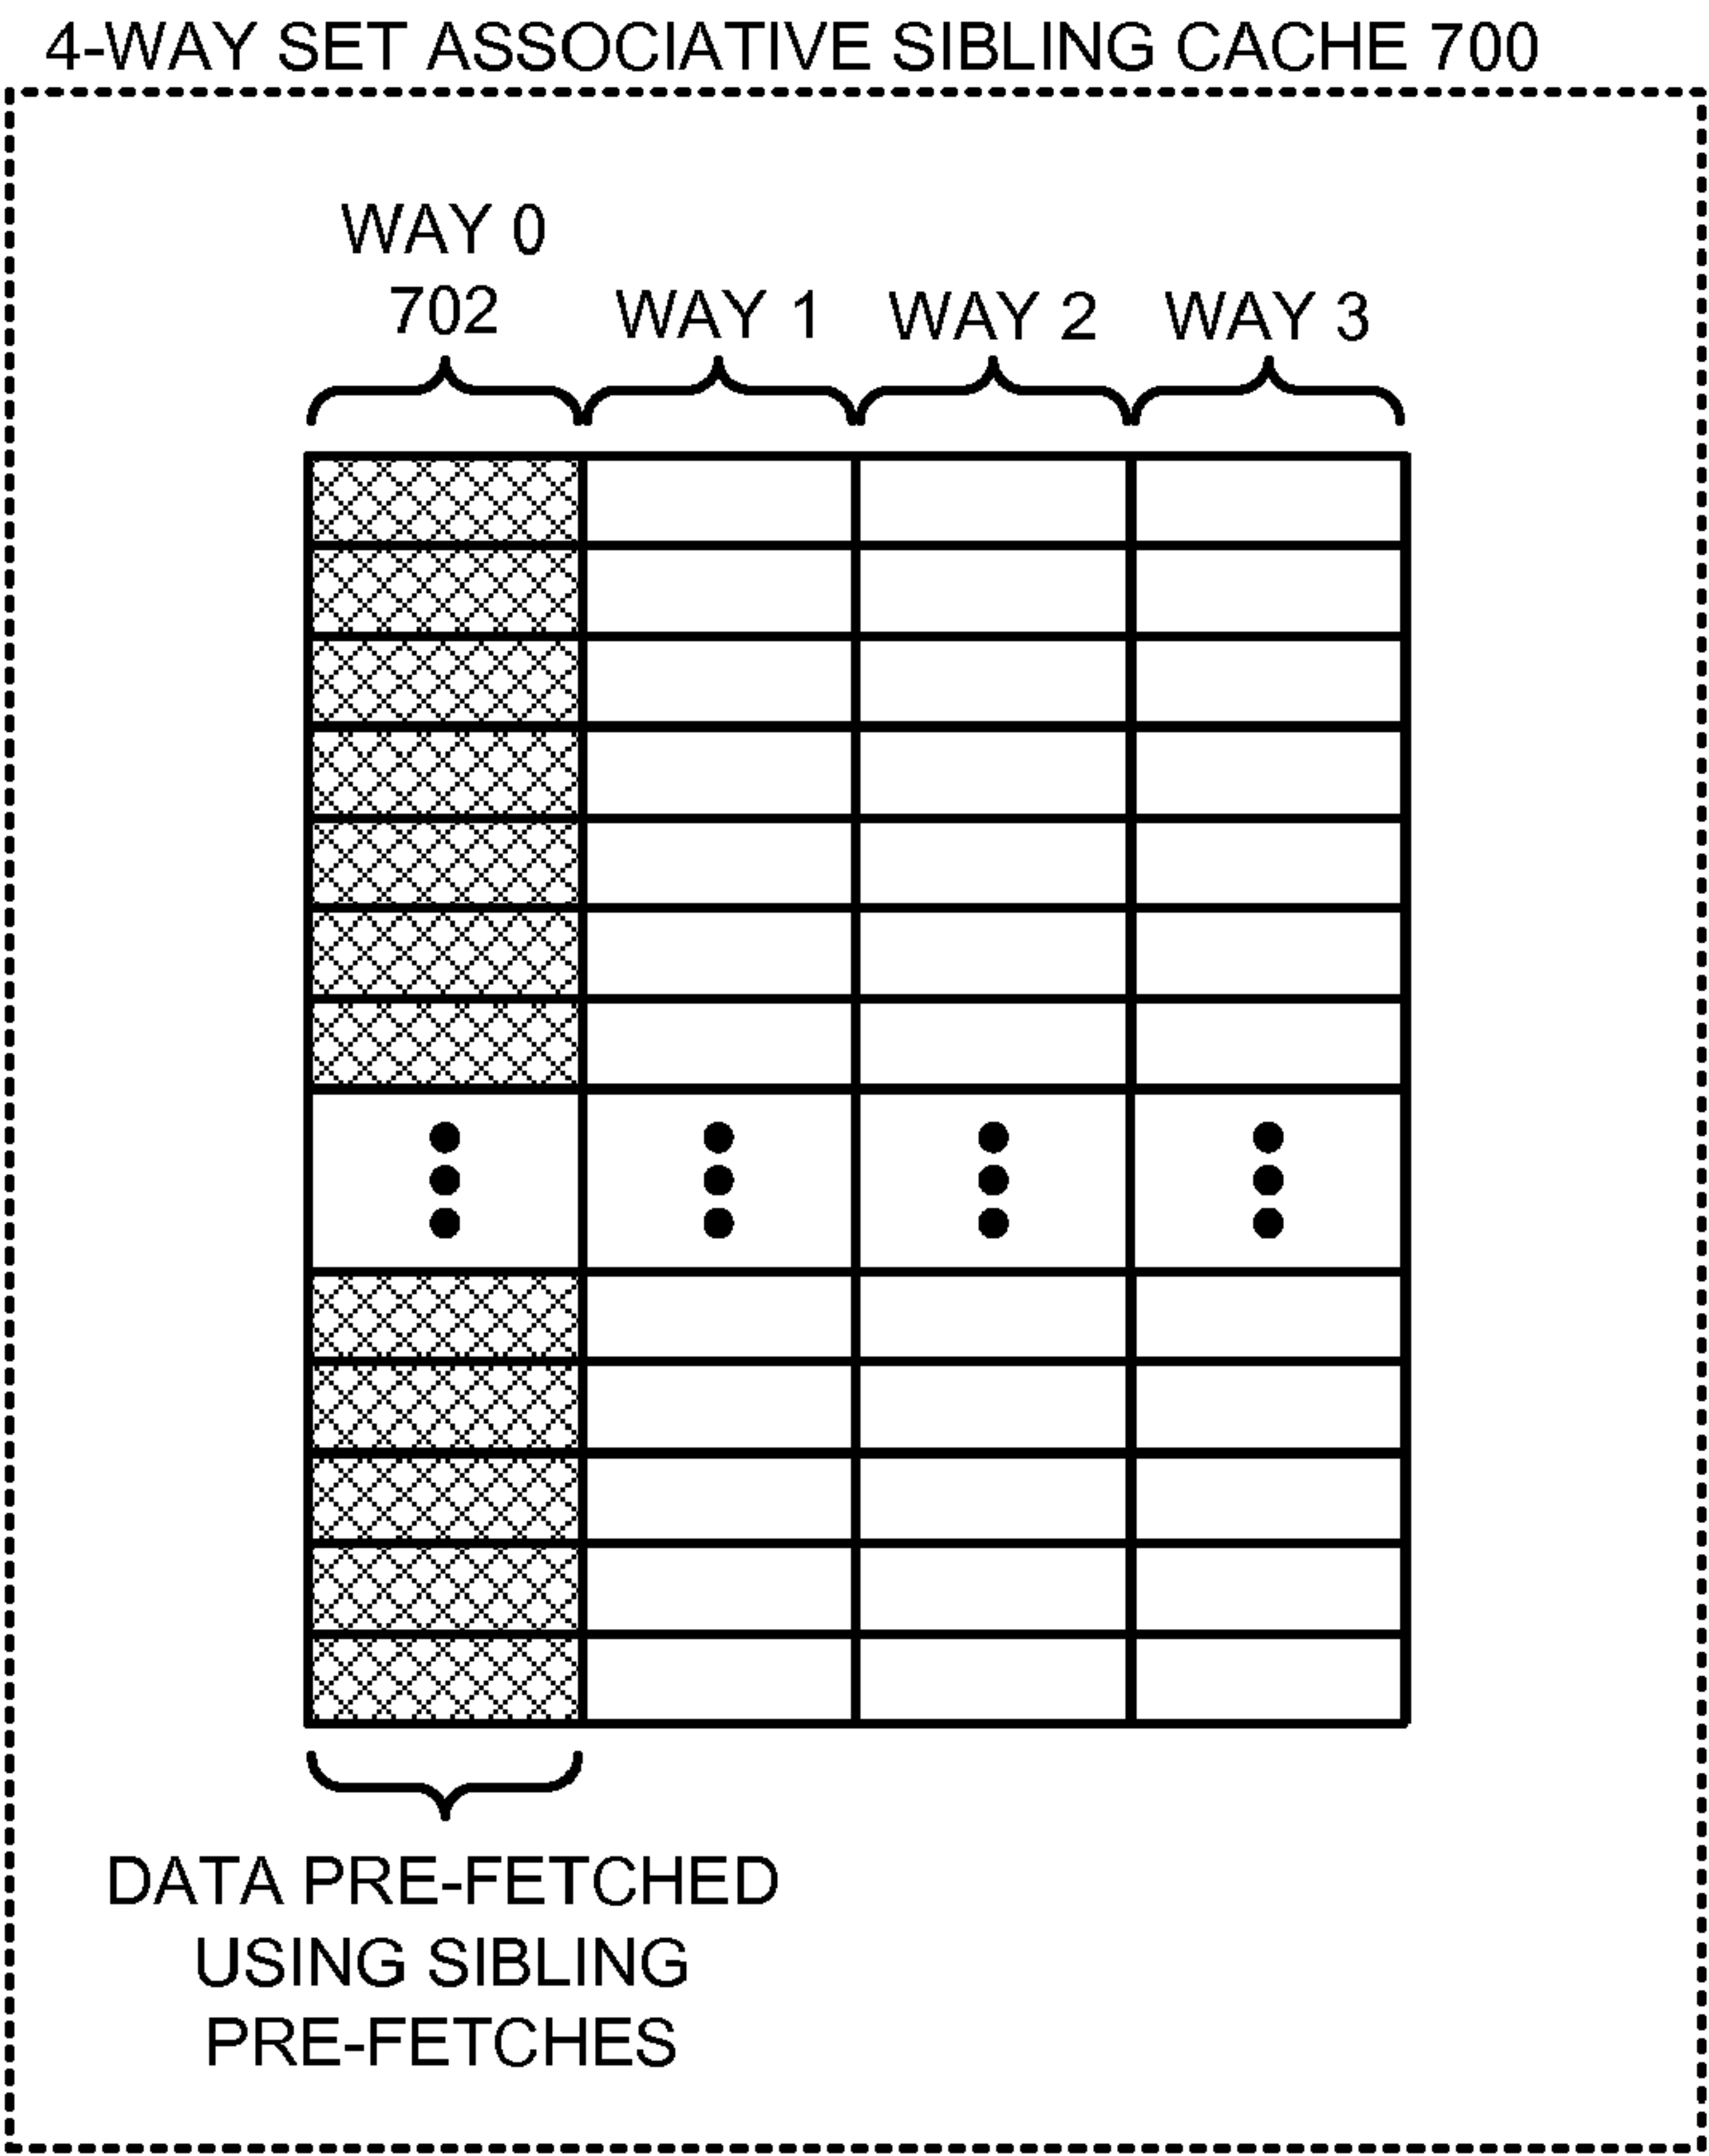 4-WAY SET ASSOCIATIVE SIBLING CACHE 700
WAY 0
702
WAY 1
WAY 2
WAY 3
DATA PRE-FETCHED
USING SIBLING
PRE-FETCHES